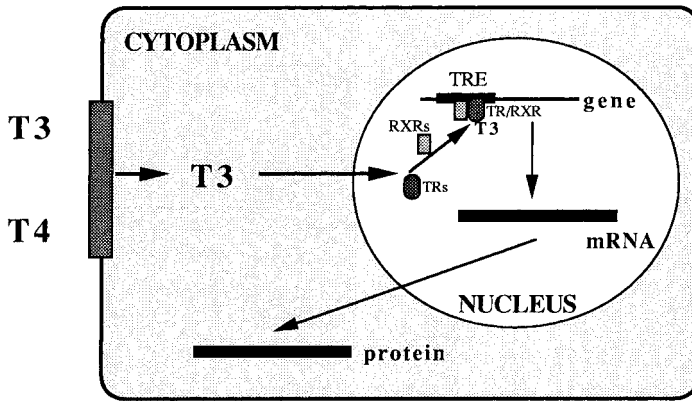 CYTOPLASM
TRE
gene
TR/RXR
T3
RXRs
T3
T3
TRs
T4
mRNA
NUCLEUS
protein